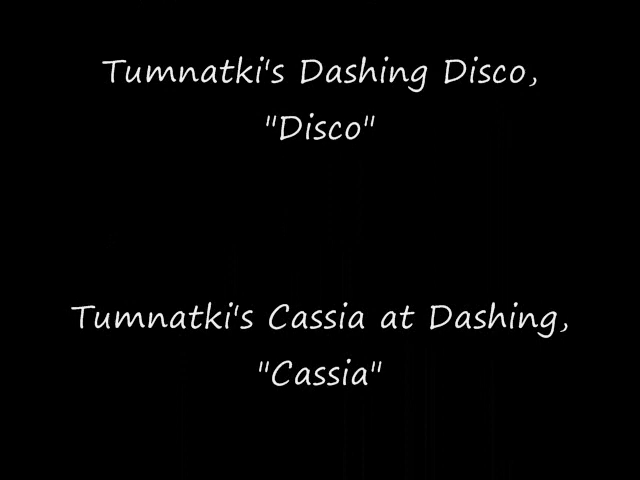 Tumnatki's Dashing Disco,
"Disco"
Tumnatki's Cassia at Dashing,
"Cassia"